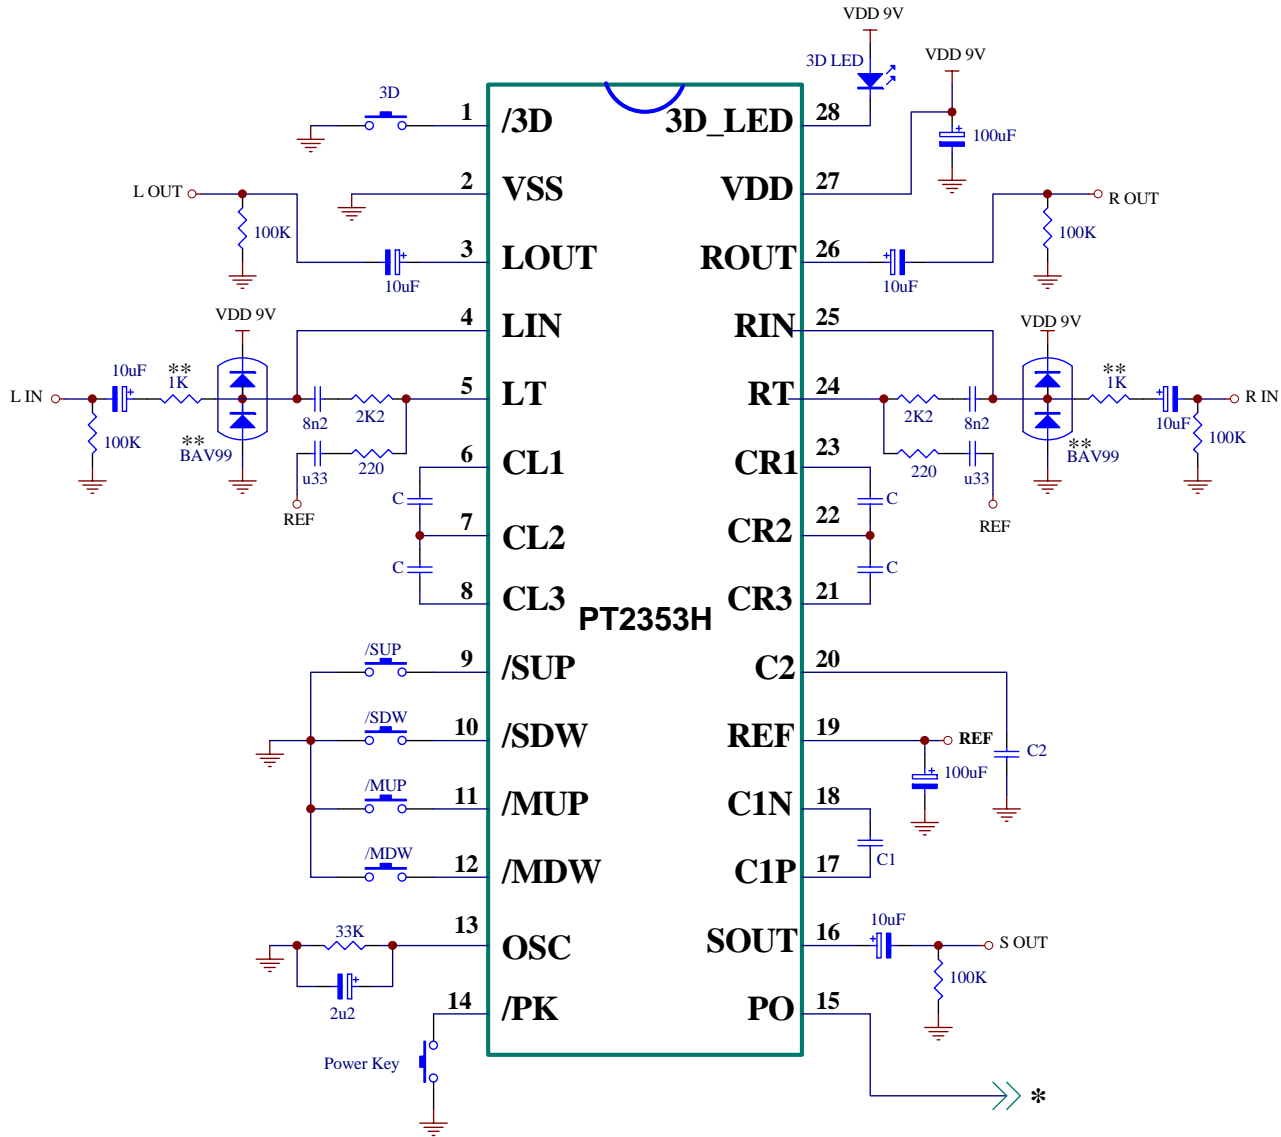 VDD 9V
3D LED
VDD 9V
3D
1
/3D
3D_LED
28
100uF
L OUT
2
VSS
VDD
27
R OUT
100K
3
LOUT
ROUT
26
100K
10uF
10uF
VDD 9V
4
LIN
RIN
25
VDD 9V
L IN
10uF
**
1K
5
LT
RT
24
**
1K
R IN
100K
**
BAV99
8n2
2K2
2K2
8n2
**
BAV99
10uF
100K
u33
220
220
u33
REF
REF
6
CL1
CR1
23
C
C
7
CL2
CR2
22
C
C
8
CL3
CR3
21
PT2353H
/SUP
9
/SUP
C2
20
/SDW
10
/SDW
REF
19
REF
C2
100uF
/MUP
11
/MUP
C1N
18
C1
/MDW
12
/MDW
C1P
17
33K
13
OSC
SOUT
16
10uF
S OUT
100K
2u2
14
/PK
PO
15
Power Key
*